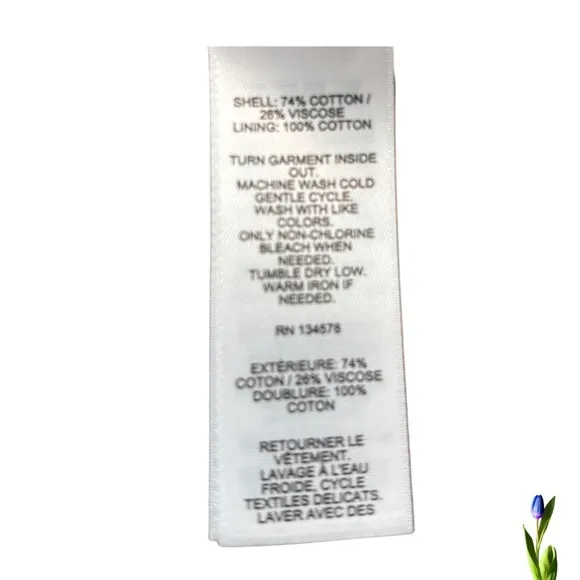 SHELL: 74% COTTON /
26% VISCOSE
LINING: 100% COTTON
TURN GARMENT INSIDE
OUT.
MACHINE WASH COLD
GENTLE CYCLE.
WASH WITH LIKE
COLORS.
ONLY NON-CHLORINE
BLEACH WHEN
NEEDED.
TUMBLE DRY LOW.
WARM IRON IF
NEEDED.
RN 134578
EXTÉRIEURE: 74%
COTON / 26% VISCOSE
DOUBLURE: 100%
COTON
RETOURNER LE
VÊTEMENT.
LAVAGE À L'EAU
FROIDE, CYCLE
TEXTILES DÉLICATS.
LAVER AVEC DES